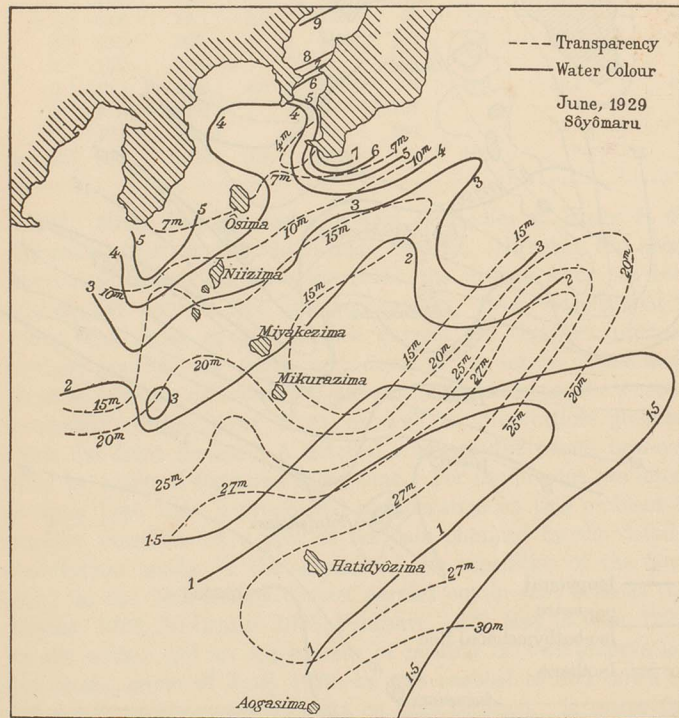 9
8
7
6
5
Transparency
Water Colour
June, 1929
Sôyômaru
4
4
4m
7 6 7m 5 10m 4
7m
3
Ôsima
5
7m
5
10m
3
15m
4
3
10m
Niizima
15m
3
20m
2
15m
2
Miyakezima
15m
20m
25m
27m
2
3
20m
Mikurazima
15m
20m
20m
25m
1·5
25m
27m
27m
1·5
1
1
Hatidyôzima
27m
1
30m
1·5
Aogasima